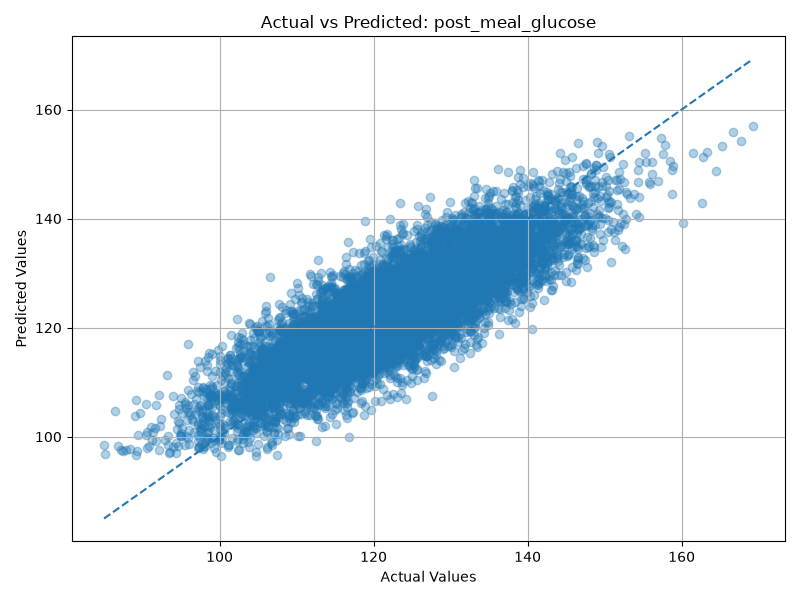 Actual vs Predicted: post_meal_glucose
Predicted Values
160
140
120
100
100 120 140 160
Actual Values